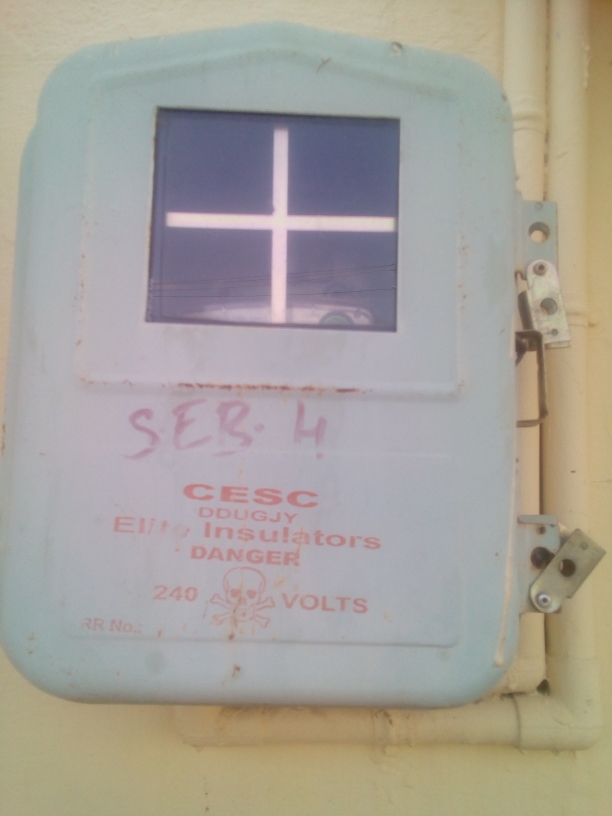 SEB. 4
CESC
DDUGJY
Elite Insulators
DANGER
240 VOLTS
RR No.: